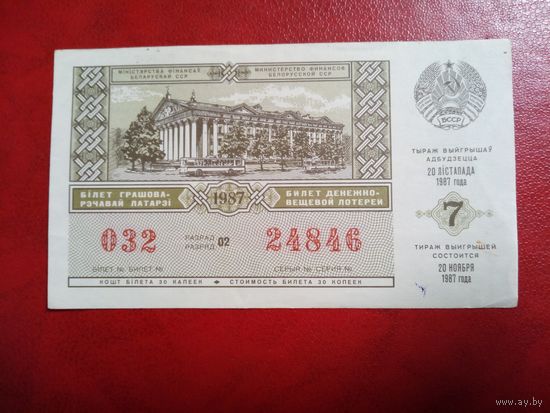 МІНІСТЭРСТВА ФІНАНСАЎ
БЕЛАРУСКАЙ ССР
МИНИСТЕРСТВО ФИНАНСОВ
БЕЛОРУССКОЙ ССР
БССР
ТЫРАЖ ВЫЙГРЫШАЎ
АДБУДЗЕЦЦА
20 ЛІСТАПАДА
1987 года
7
ТИРАЖ ВЫИГРЫШЕЙ
СОСТОИТСЯ
20 НОЯБРЯ
1987 года
БІЛЕТ ГРАШОВА-
РЭЧАВАЙ ЛАТАРЭІ
1987
БИЛЕТ ДЕНЕЖНО-
ВЕЩЕВОЙ ЛОТЕРЕИ
032
РАЗРАД
РАЗРЯД 02
24846
БІЛЕТ № БИЛЕТ №
СЕРЫЯ № СЕРИЯ №
КОШТ БІЛЕТА 30 КАПЕЕК
СТОИМОСТЬ БИЛЕТА 30 КОПЕЕК
www.ay.by